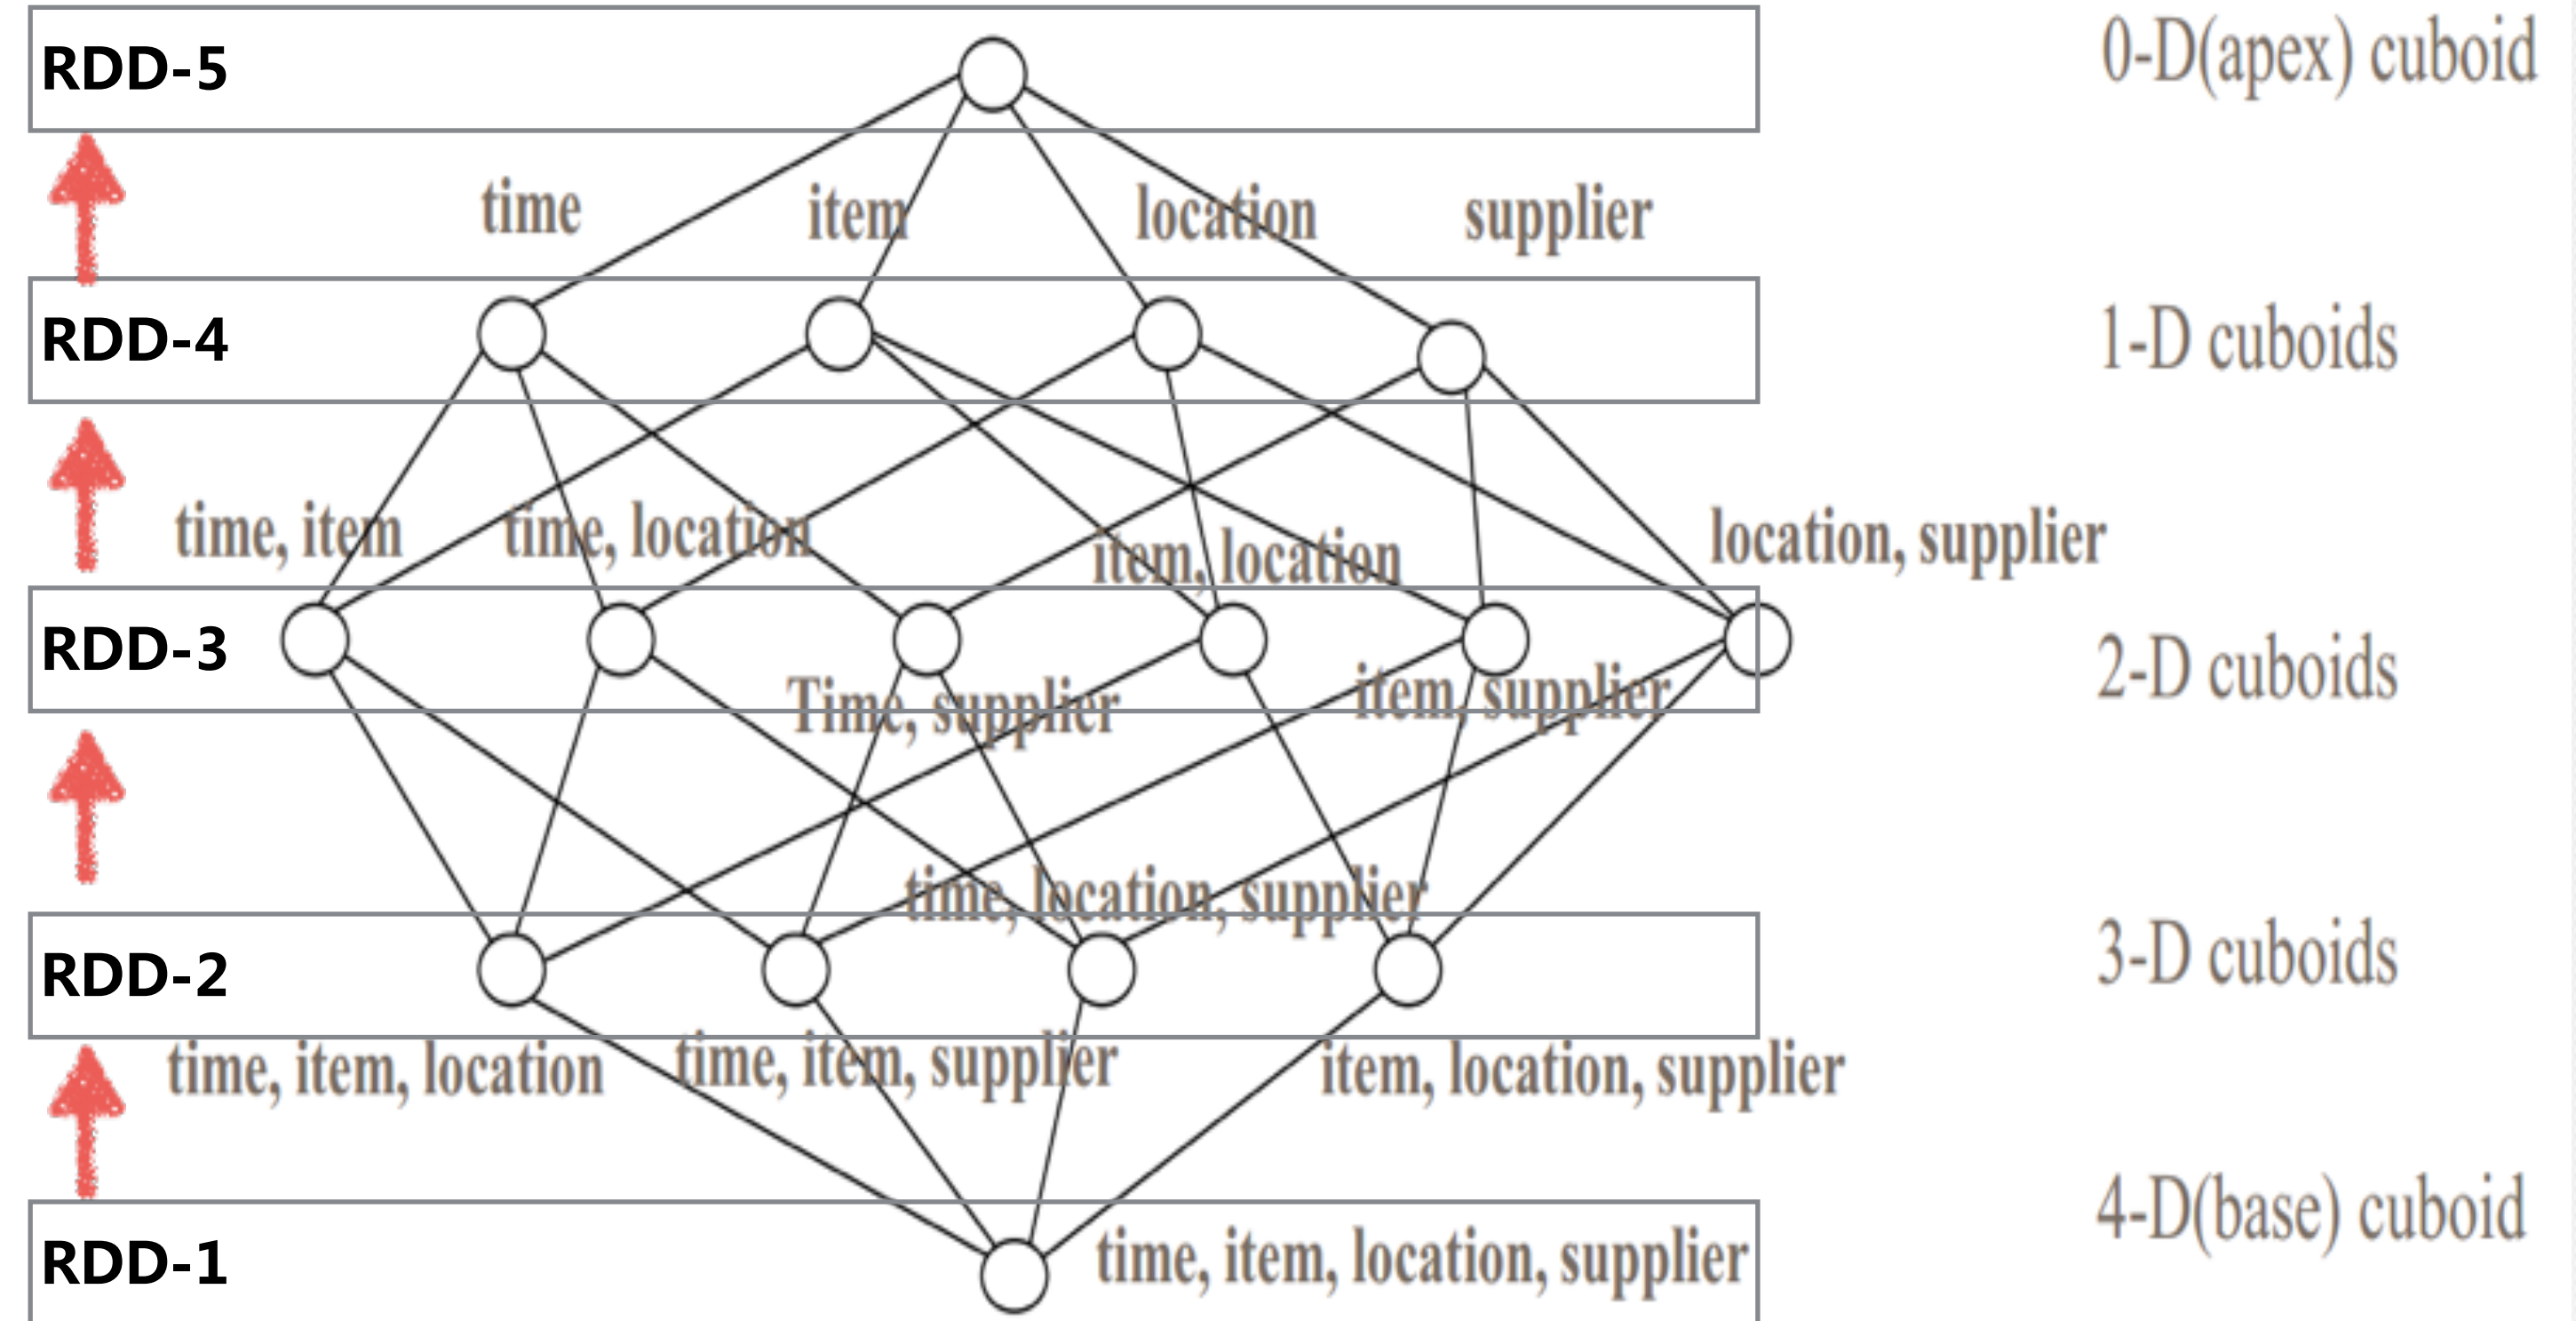 RDD-5
0-D(apex) cuboid
time
item
location
supplier
RDD-4
1-D cuboids
time, item
time, location
item, location
location, supplier
RDD-3
2-D cuboids
Time, supplier
item, supplier
time, location, supplier
RDD-2
3-D cuboids
time, item, location
time, item, supplier
item, location, supplier
RDD-1
time, item, location, supplier
4-D(base) cuboid